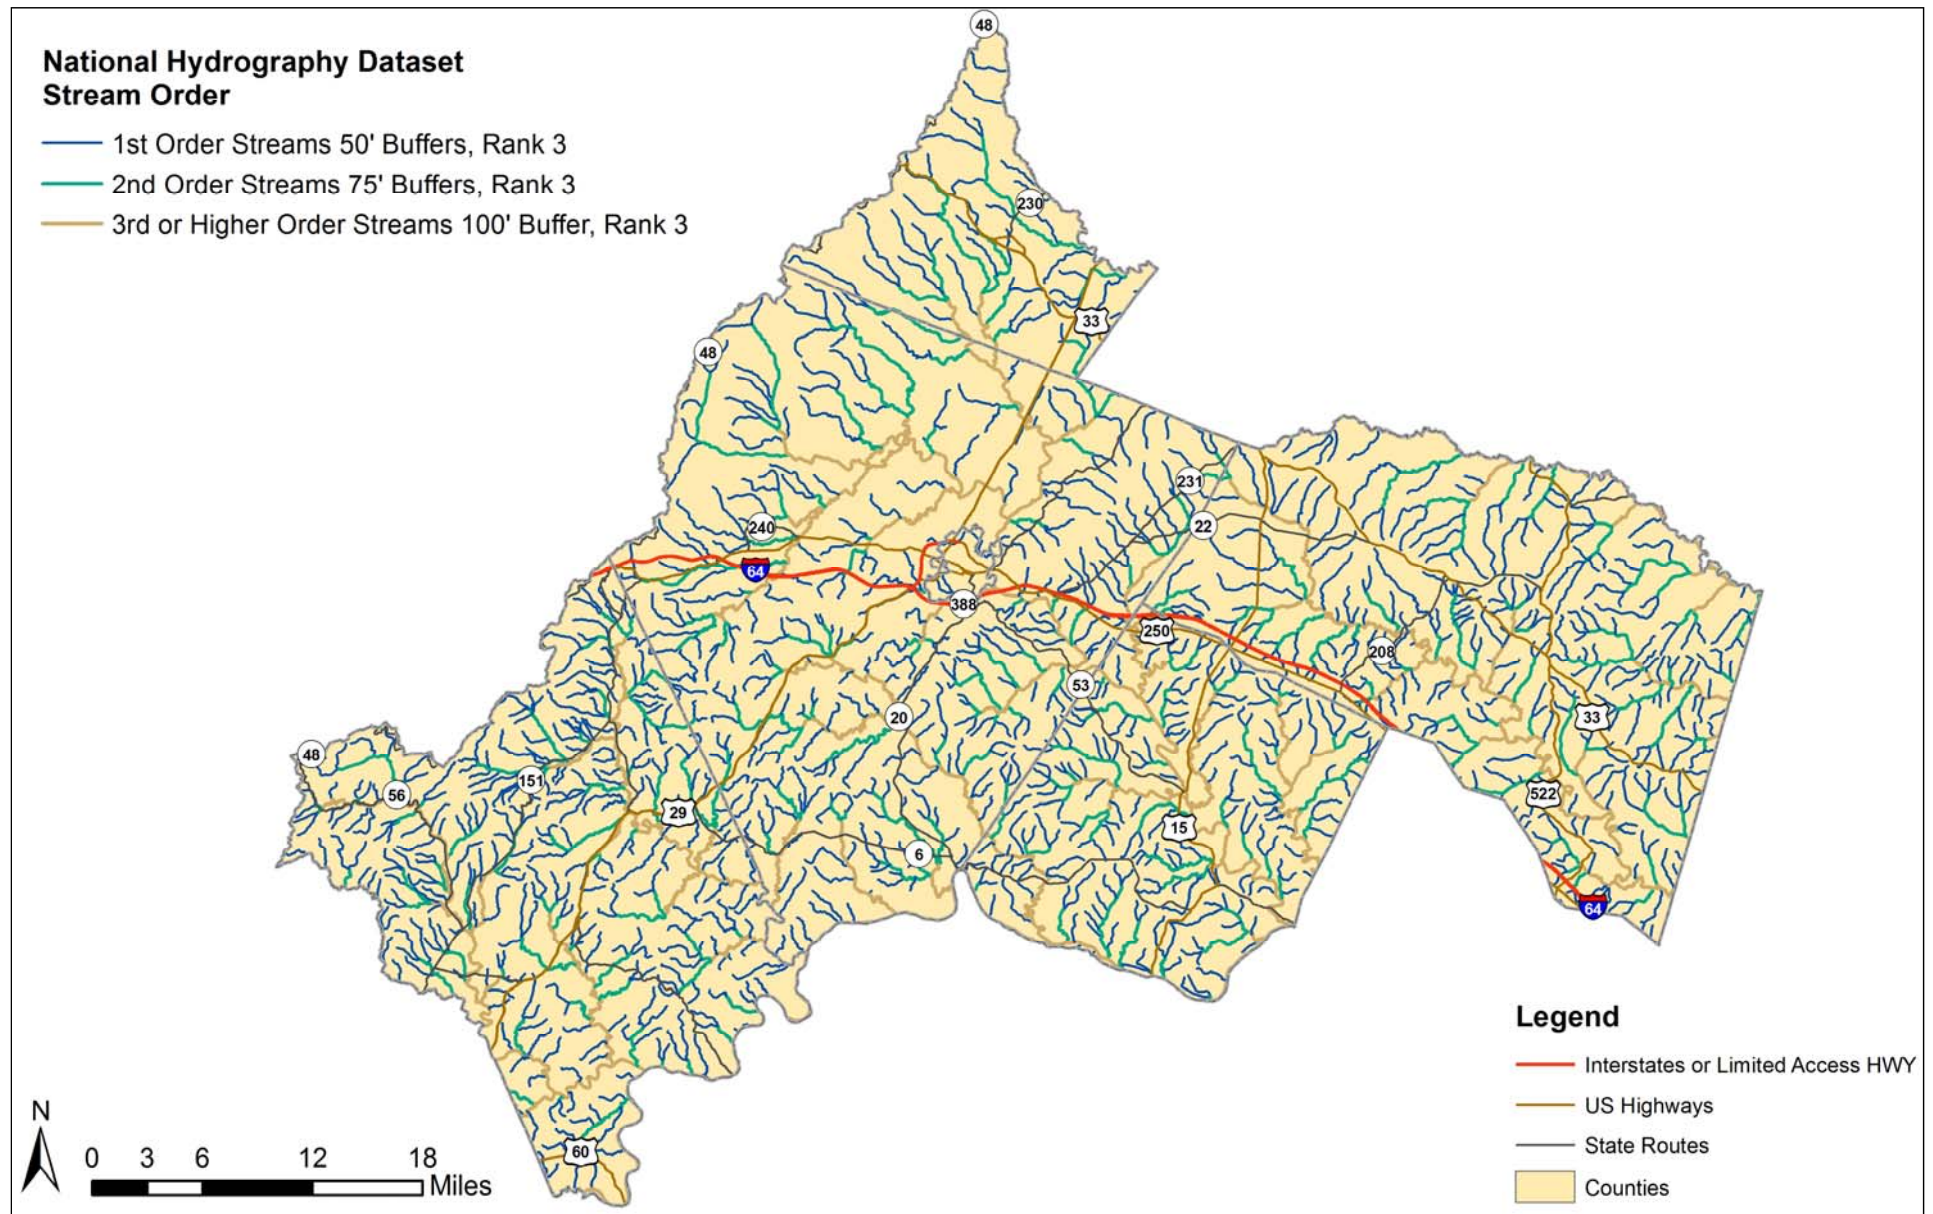 48
National Hydrography Dataset
Stream Order
1st Order Streams 50' Buffers, Rank 3
2nd Order Streams 75' Buffers, Rank 3
3rd or Higher Order Streams 100' Buffer, Rank 3
230
33
48
231
240
22
64
388
250
208
53
20
33
48
151
56
522
29
15
6
64
Legend
Interstates or Limited Access HWY
US Highways
State Routes
Counties
N
0 3 6 12 18
Miles
60